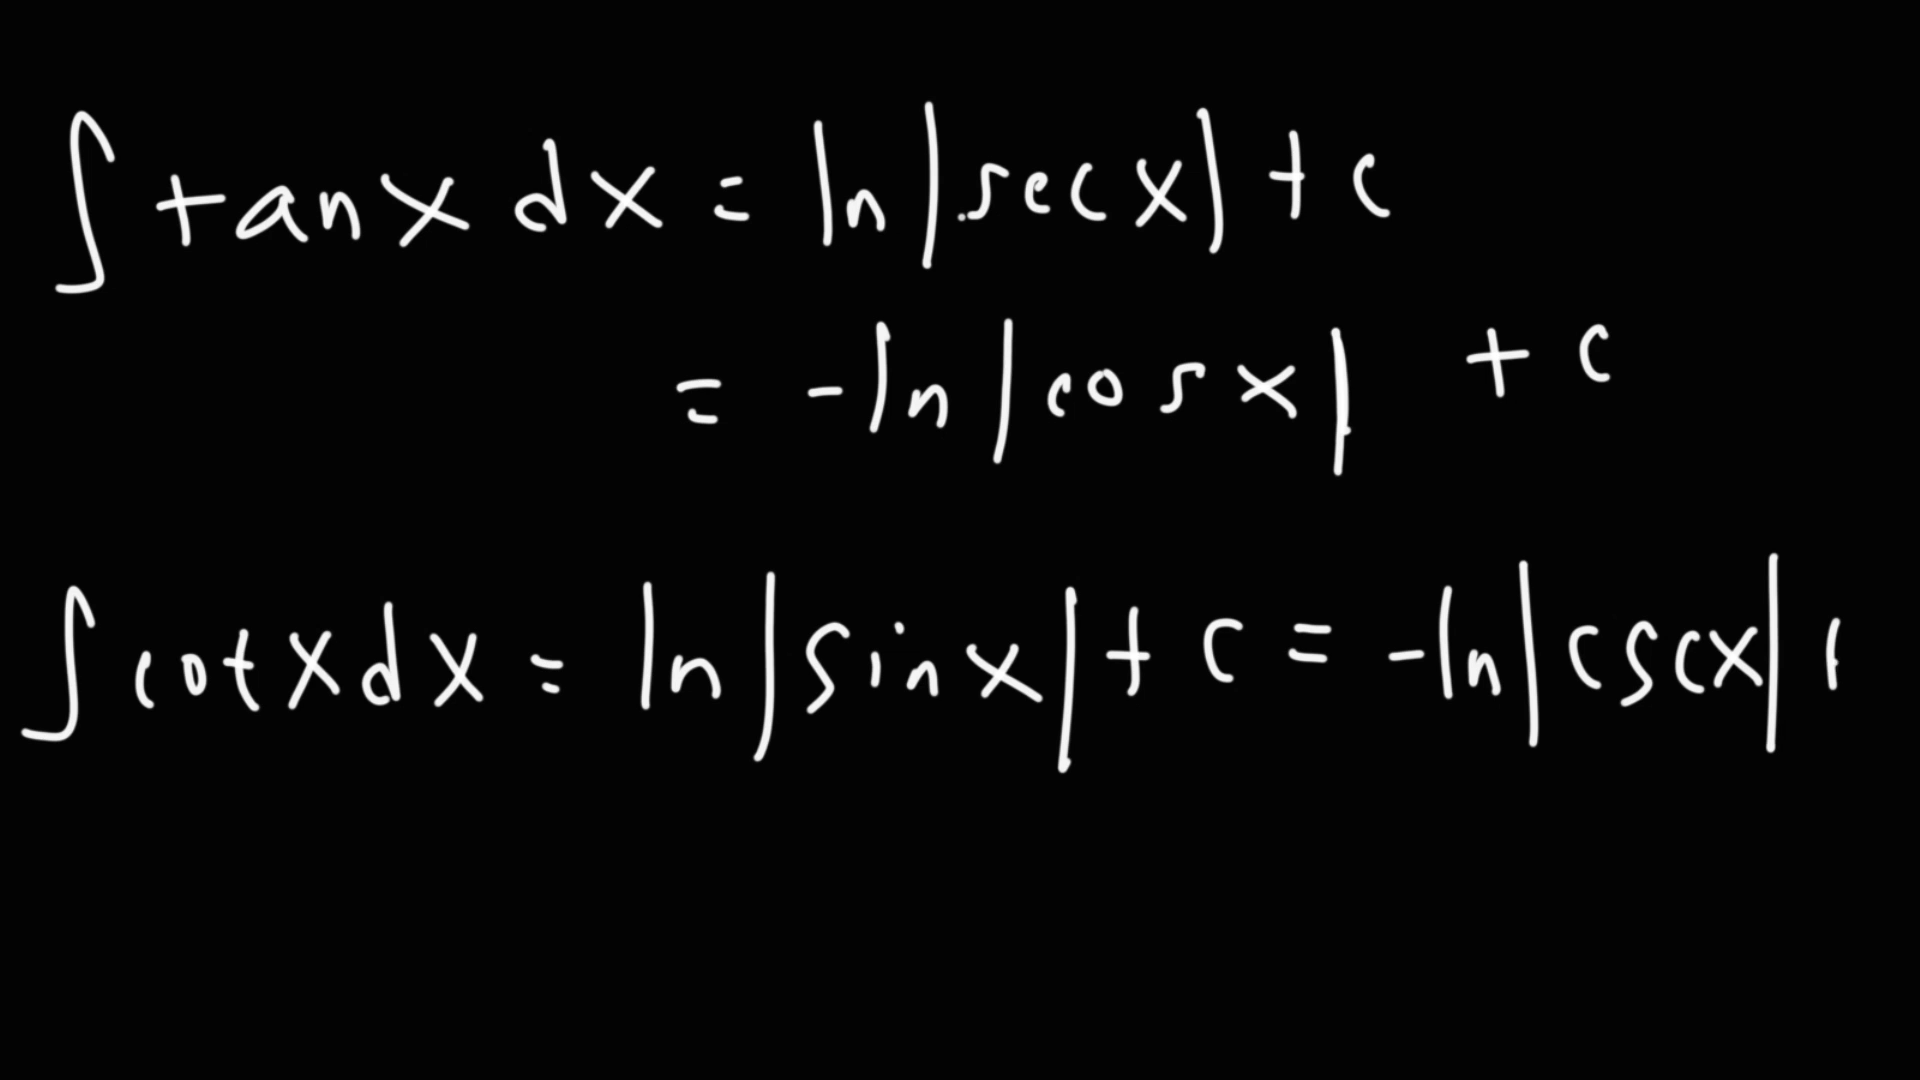 ∫ tanx dx = ln|secx| + c
= -ln|cosx| + c
∫ cotxdx = ln|sinx| + c = -ln|cscx|